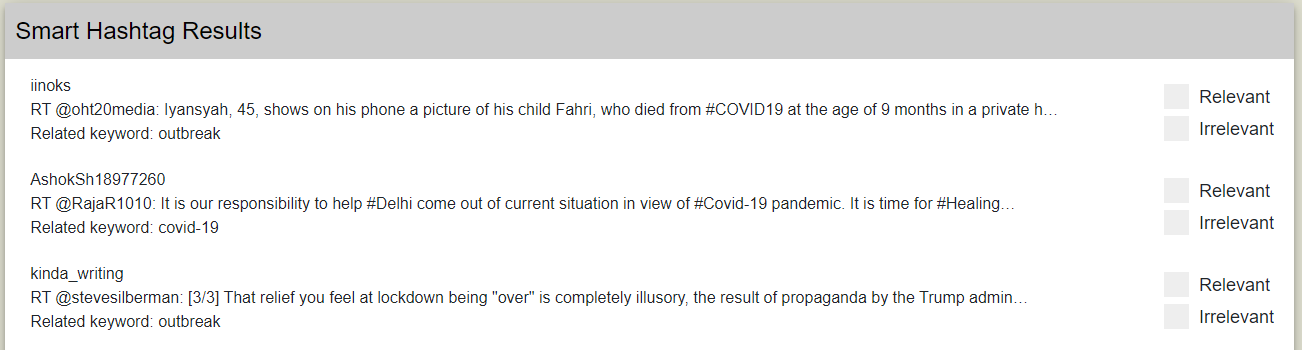 Smart Hashtag Results
iinoks
RT @oht20media: Iyansyah, 45, shows on his phone a picture of his child Fahri, who died from #COVID19 at the age of 9 months in a private h…
Related keyword: outbreak
Relevant
Irrelevant
AshokSh18977260
RT @RajaR1010: It is our responsibility to help #Delhi come out of current situation in view of #Covid-19 pandemic. It is time for #Healing…
Related keyword: covid-19
Relevant
Irrelevant
kinda_writing
RT @stevesilberman: [3/3] That relief you feel at lockdown being "over" is completely illusory, the result of propaganda by the Trump admin…
Related keyword: outbreak
Relevant
Irrelevant